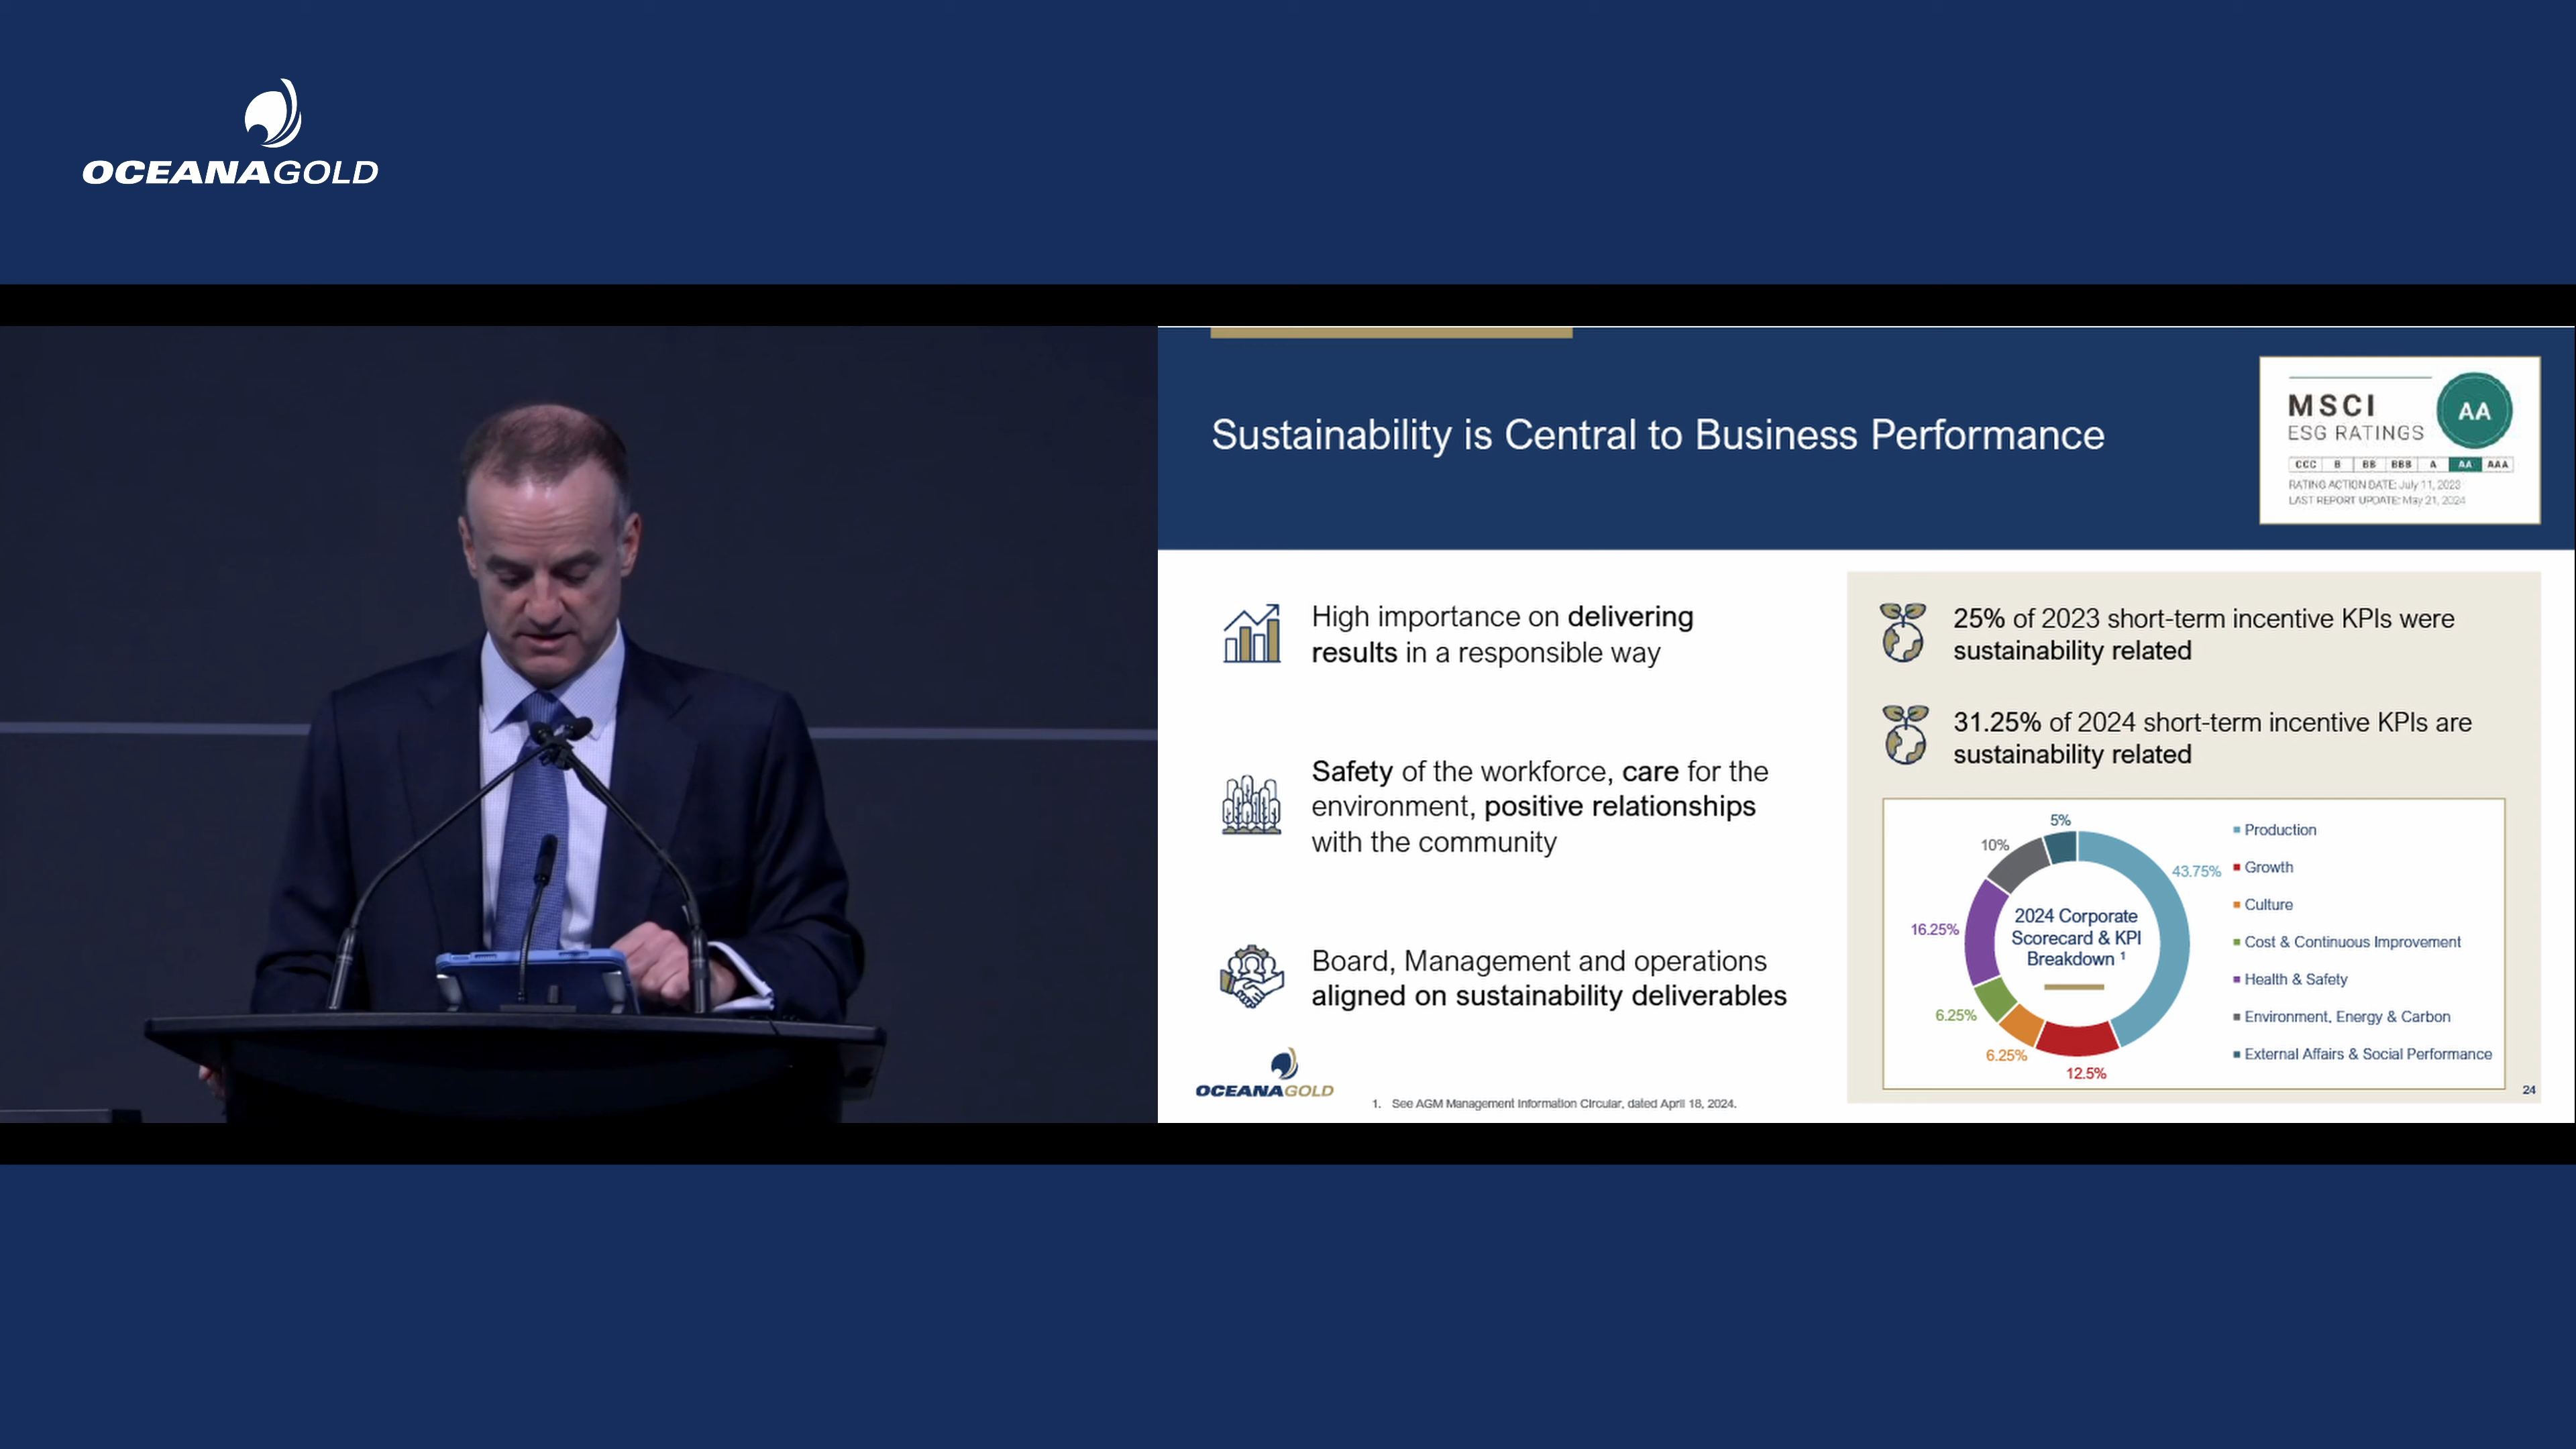 OCEANAGOLD
Sustainability is Central to Business Performance
MSCI
ESG RATINGS
AA
CCC B BB BBB A AA AAA
RATING ACTION DATE: July 11, 2023
LAST REPORT UPDATE: May 21, 2024
High importance on delivering
results in a responsible way
Safety of the workforce, care for the
environment, positive relationships
with the community
Board, Management and operations
aligned on sustainability deliverables
25% of 2023 short-term incentive KPIs were
sustainability related
31.25% of 2024 short-term incentive KPIs are
sustainability related
5%
10%
43.75%
16.25%
6.25%
6.25%
12.5%
2024 Corporate
Scorecard & KPI
Breakdown 1
Production
Growth
Culture
Cost & Continuous Improvement
Health & Safety
Environment, Energy & Carbon
External Affairs & Social Performance
OCEANAGOLD
1. See AGM Management Information Circular, dated April 18, 2024.
24